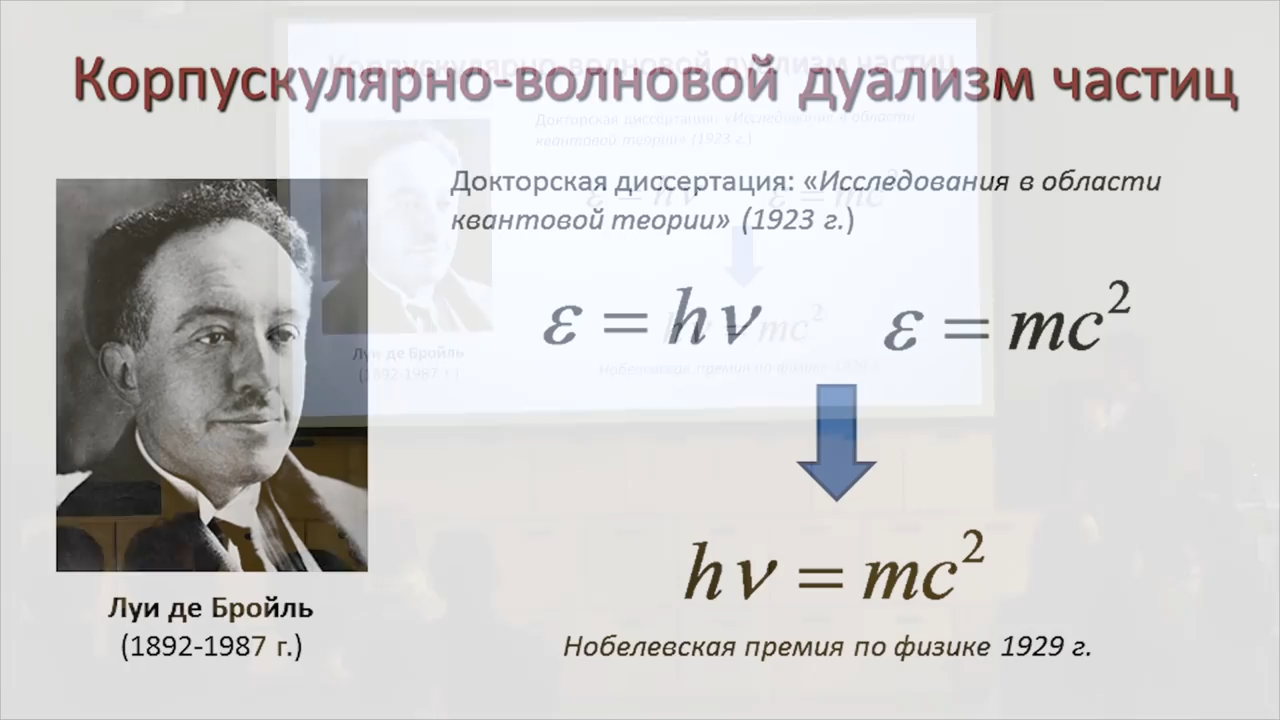 Корпускулярно-волновой дуализм частиц
Докторская диссертация: «Исследования в области
квантовой теории» (1923 г.)
ε = hν
ε = mc²
hν = mc²
Луи де Бройль
(1892-1987 г.)
Нобелевская премия по физике 1929 г.